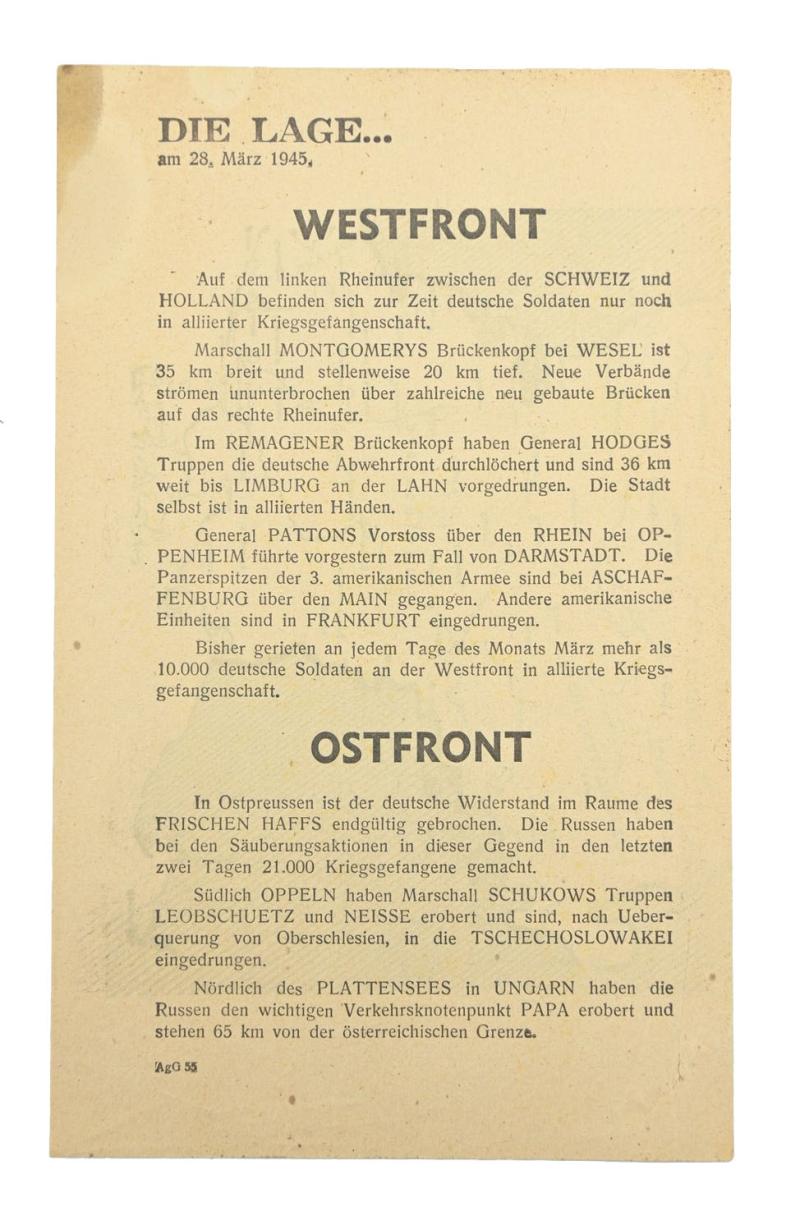 DIE LAGE...
am 28. März 1945.
WESTFRONT
Auf dem linken Rheinufer zwischen der SCHWEIZ und
HOLLAND befinden sich zur Zeit deutsche Soldaten nur noch
in alliierter Kriegsgefangenschaft.
Marschall MONTGOMERYS Brückenkopf bei WESEL ist
35 km breit und stellenweise 20 km tief. Neue Verbände
strömen ununterbrochen über zahlreiche neu gebaute Brücken
auf das rechte Rheinufer.
Im REMAGENER Brückenkopf haben General HODGES
Truppen die deutsche Abwehrfront durchlöchert und sind 36 km
weit bis LIMBURG an der LAHN vorgedrungen. Die Stadt
selbst ist in alliierten Händen.
General PATTONS Vorstoss über den RHEIN bei OP-
PENHEIM führte vorgestern zum Fall von DARMSTADT. Die
Panzerspitzen der 3. amerikanischen Armee sind bei ASCHAF-
FENBURG über den MAIN gegangen. Andere amerikanische
Einheiten sind in FRANKFURT eingedrungen.
Bisher gerieten an jedem Tage des Monats März mehr als
10.000 deutsche Soldaten an der Westfront in alliierte Kriegs-
gefangenschaft.
OSTFRONT
In Ostpreussen ist der deutsche Widerstand im Raume des
FRISCHEN HAFFS endgültig gebrochen. Die Russen haben
bei den Säuberungsaktionen in dieser Gegend in den letzten
zwei Tagen 21.000 Kriegsgefangene gemacht.
Südlich OPPELN haben Marschall SCHUKOWS Truppen
LEOBSCHUETZ und NEISSE erobert und sind, nach Ueber-
querung von Oberschlesien, in die TSCHECHOSLOWAKEI
eingedrungen.
Nördlich des PLATTENSEES in UNGARN haben die
Russen den wichtigen Verkehrsknotenpunkt PAPA erobert und
stehen 65 km von der österreichischen Grenze.
AgG 55